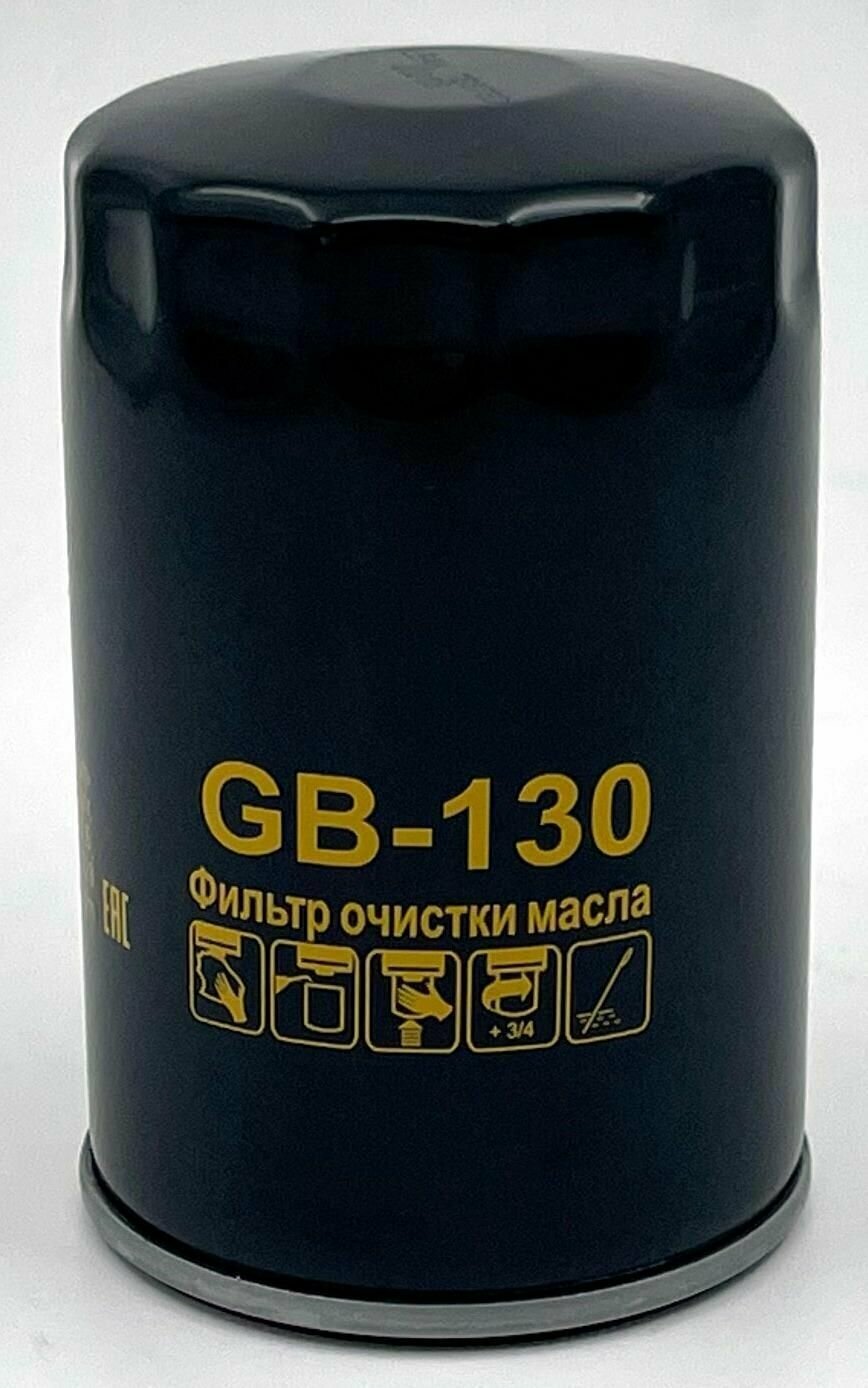 GB-130
Фильтр очистки масла
EAC
+ 3/4